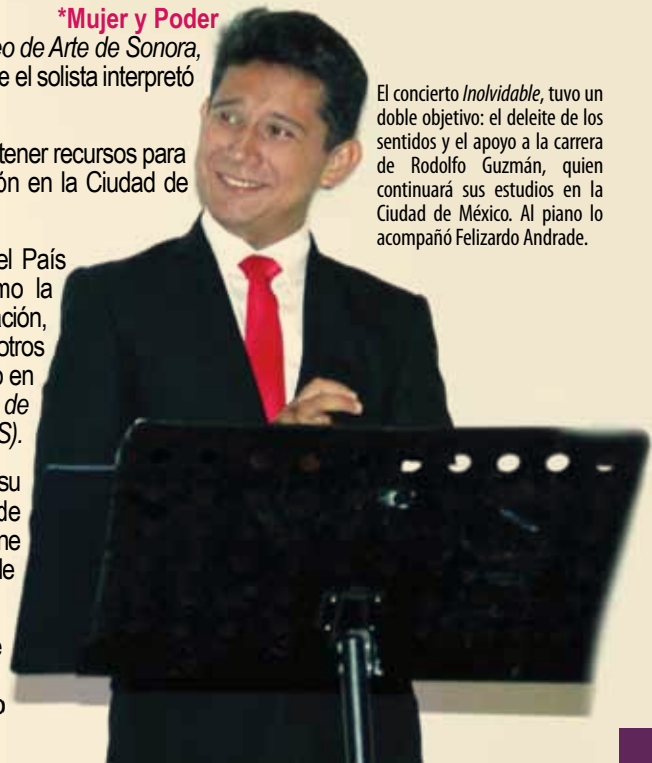 *Mujer y Poder
eo de Arte de Sonora,
e el solista interpretó
tener recursos para
ón en la Ciudad de
el País
mo la
ación,
otros
o en
de
S).
su
de
ne
le
e
o
El concierto Inolvidable, tuvo un
doble objetivo: el deleite de los
sentidos y el apoyo a la carrera
de Rodolfo Guzmán, quien
continuará sus estudios en la
Ciudad de México. Al piano lo
acompañó Felizardo Andrade.